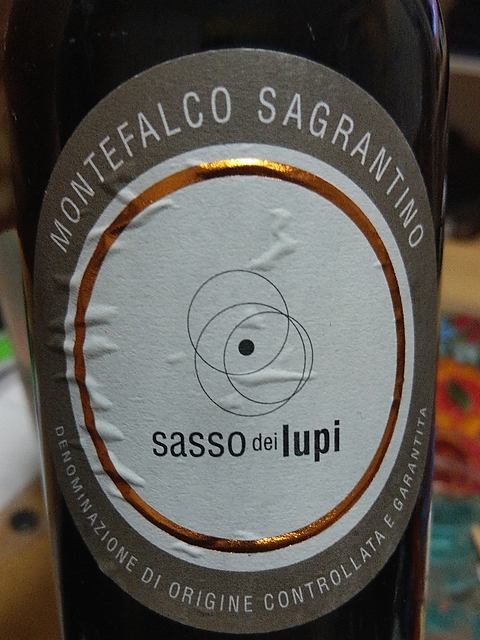 MONTEFALCO SAGRANTINO
sasso dei lupi
DENOMINAZIONE DI ORIGINE CONTROLLATA E GARANTITA